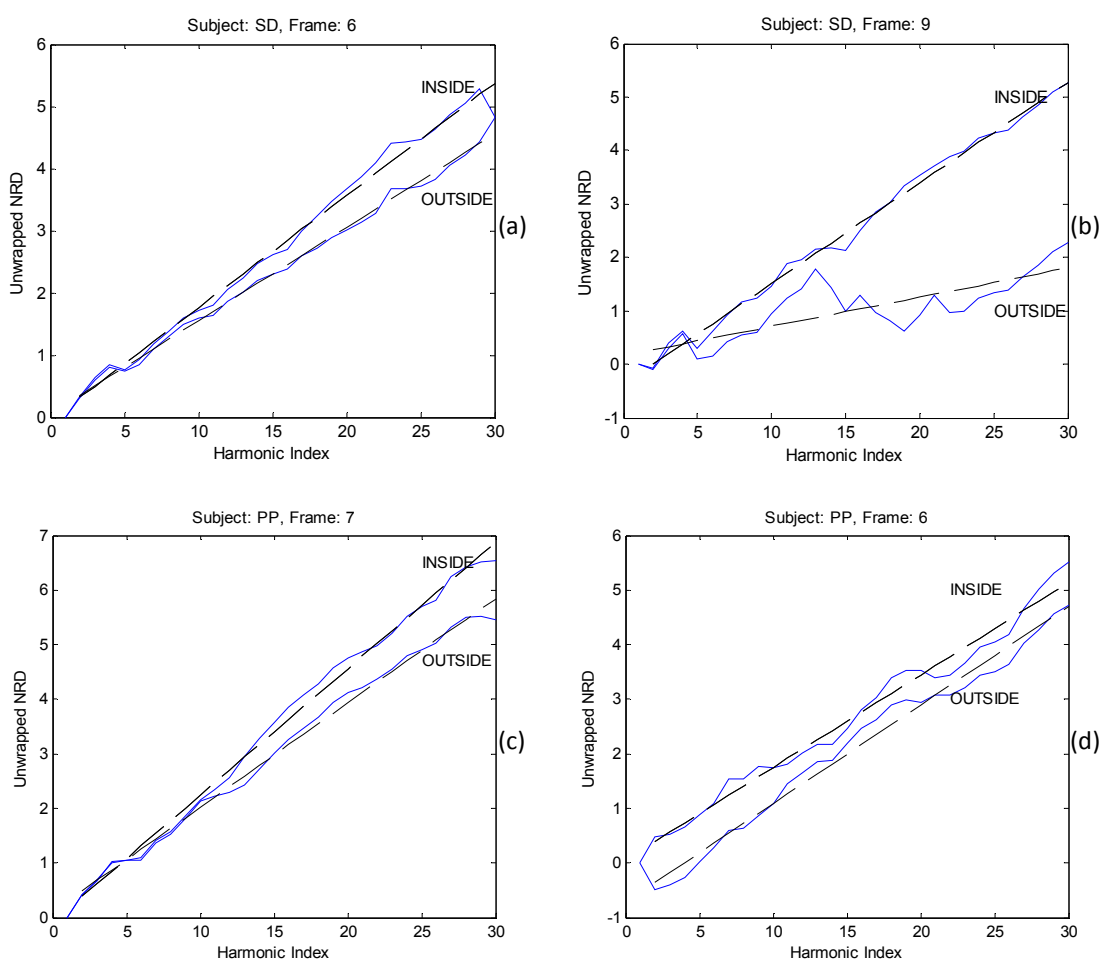 Subject: SD, Frame: 6
6
5
4
3
2
1
0
Unwrapped NRD
INSIDE
OUTSIDE
(a)
0 5 10 15 20 25 30
Harmonic Index
Subject: SD, Frame: 9
6
5
4
3
2
1
0
-1
Unwrapped NRD
INSIDE
OUTSIDE
(b)
0 5 10 15 20 25 30
Harmonic Index
Subject: PP, Frame: 7
7
6
5
4
3
2
1
0
Unwrapped NRD
INSIDE
OUTSIDE
(c)
0 5 10 15 20 25 30
Harmonic Index
Subject: PP, Frame: 6
6
5
4
3
2
1
0
-1
Unwrapped NRD
INSIDE
OUTSIDE
(d)
0 5 10 15 20 25 30
Harmonic Index